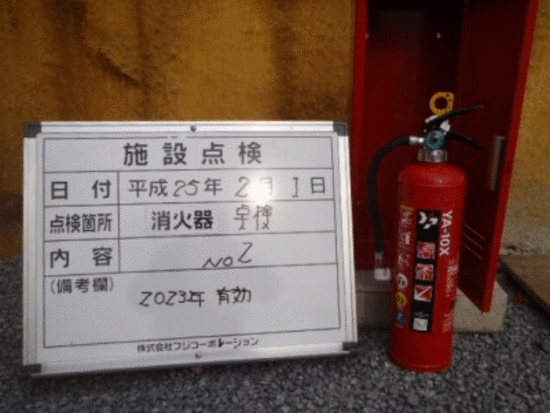 施設点検
日付 平成25年2月1日
点検箇所 消火器 点検
内容 No2
(備考欄)
2023年 有効
株式会社フジコーポレーション
YA-10X